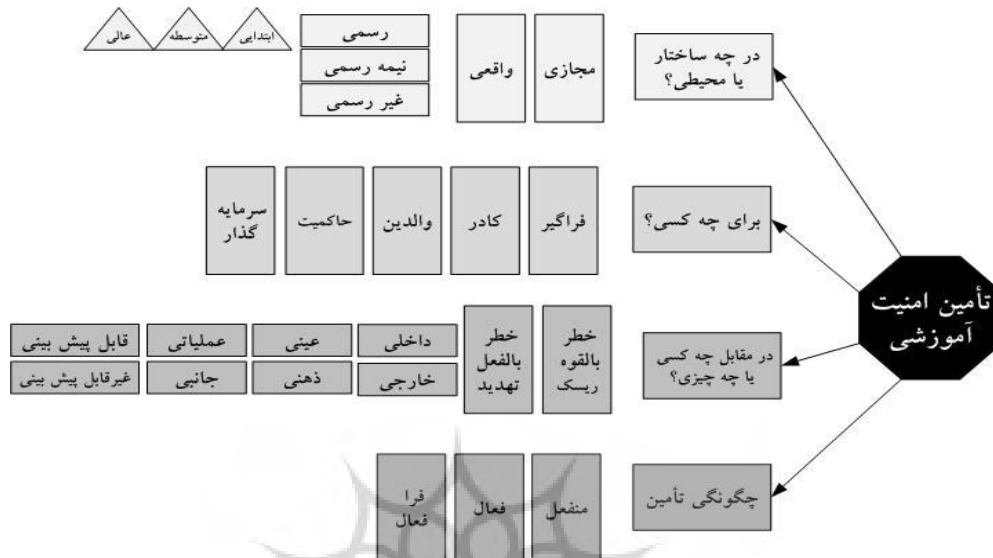 در چه ساختار
یا محیطی؟
مجازی
واقعی
رسمی
نیمه رسمی
غیر رسمی
ابتدایی
متوسطه
عالی
برای چه کسی؟
فراگیر
کادر
والدین
حاکمیت
سرمایه
گذار
تأمین امنیت
آموزشی
در مقابل چه کسی
یا چه چیزی؟
خطر
بالقوه
ریسک
خطر
بالفعل
تهدید
داخلی
خارجی
عینی
ذهنی
عملیاتی
جانبی
قابل پیش بینی
غیرقابل پیش بینی
چگونگی تأمین
منفعل
فعال
فرا
فعال